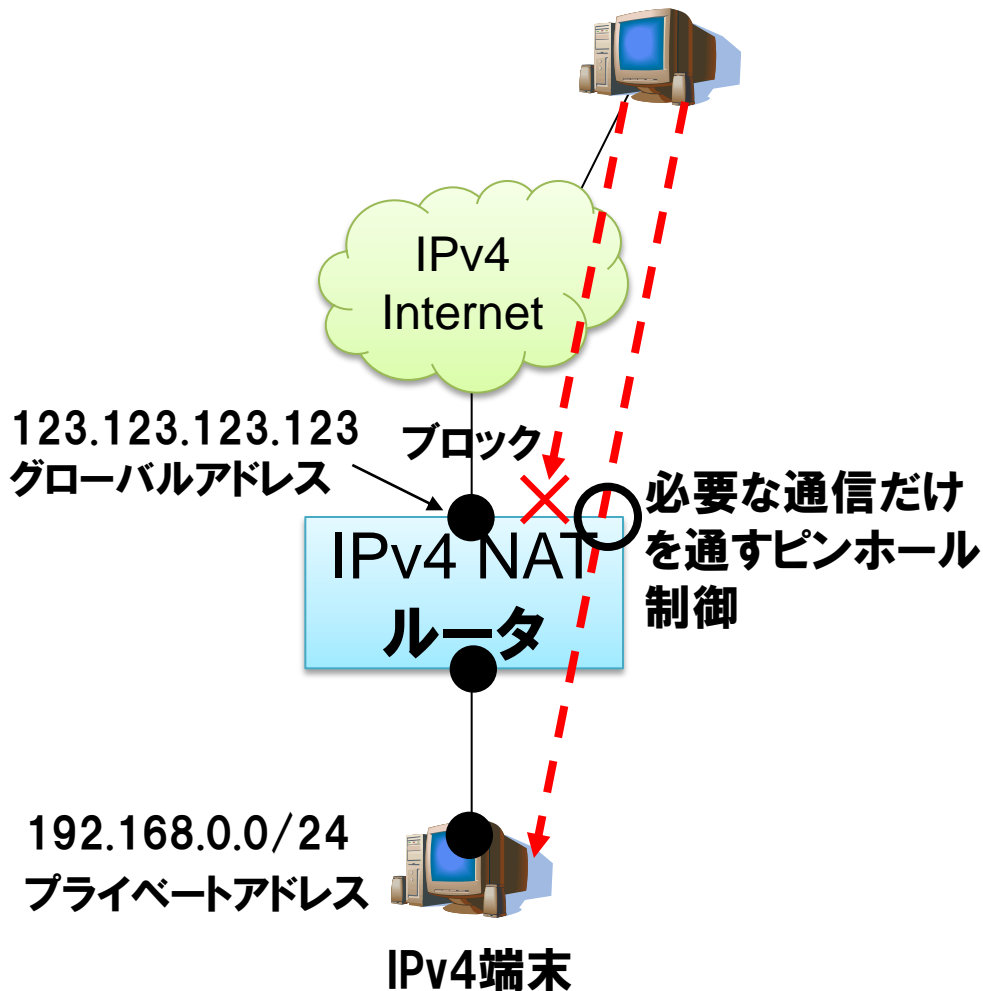 IPv4
Internet
123.123.123.123
グローバルアドレス
ブロック
必要な通信だけ
を通すピンホール
制御
IPv4 NAT
ルータ
192.168.0.0/24
プライベートアドレス
IPv4端末